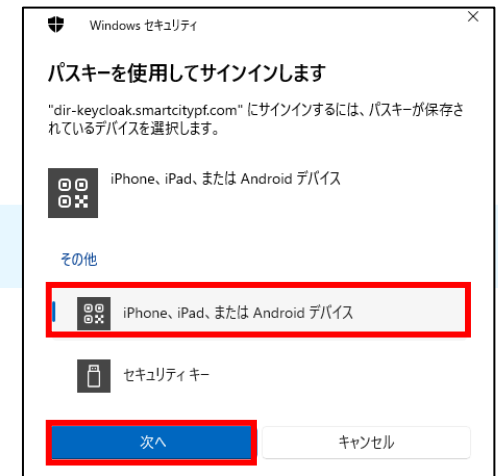 Windows セキュリティ
パスキーを使用してサインインします
"dir-keycloak.smartcitypf.com" にサインインするには、パスキーが保存さ
れているデバイスを選択します。
iPhone、iPad、または Android デバイス
その他
iPhone、iPad、または Android デバイス
セキュリティ キー
次へ
キャンセル